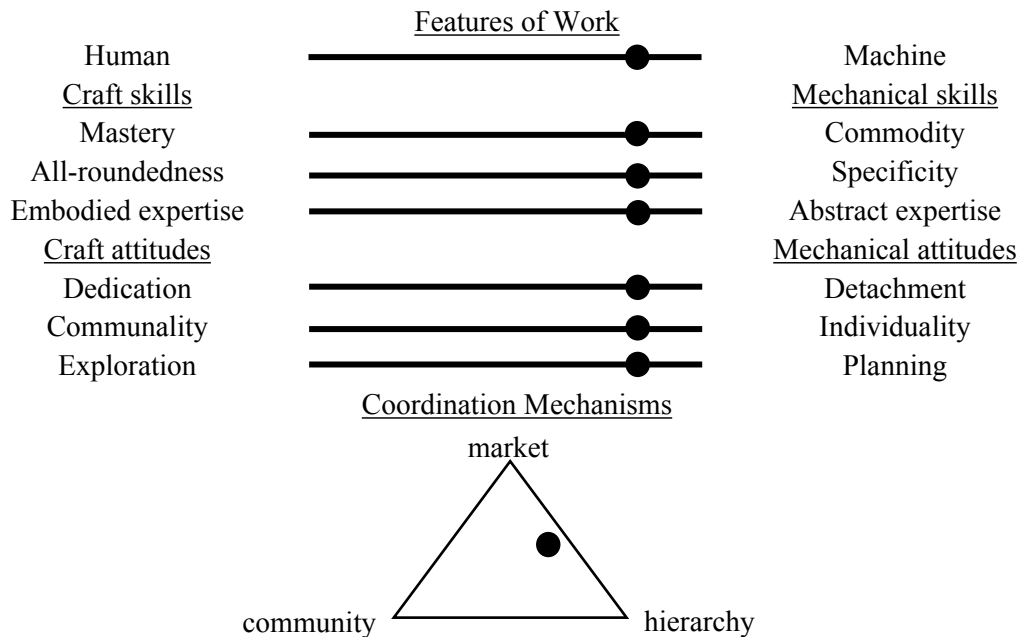 Features of Work
Human Machine
Craft skills Mechanical skills
Mastery Commodity
All-roundedness Specificity
Embodied expertise Abstract expertise
Craft attitudes Mechanical attitudes
Dedication Detachment
Communality Individuality
Exploration Planning
Coordination Mechanisms
market
community hierarchy